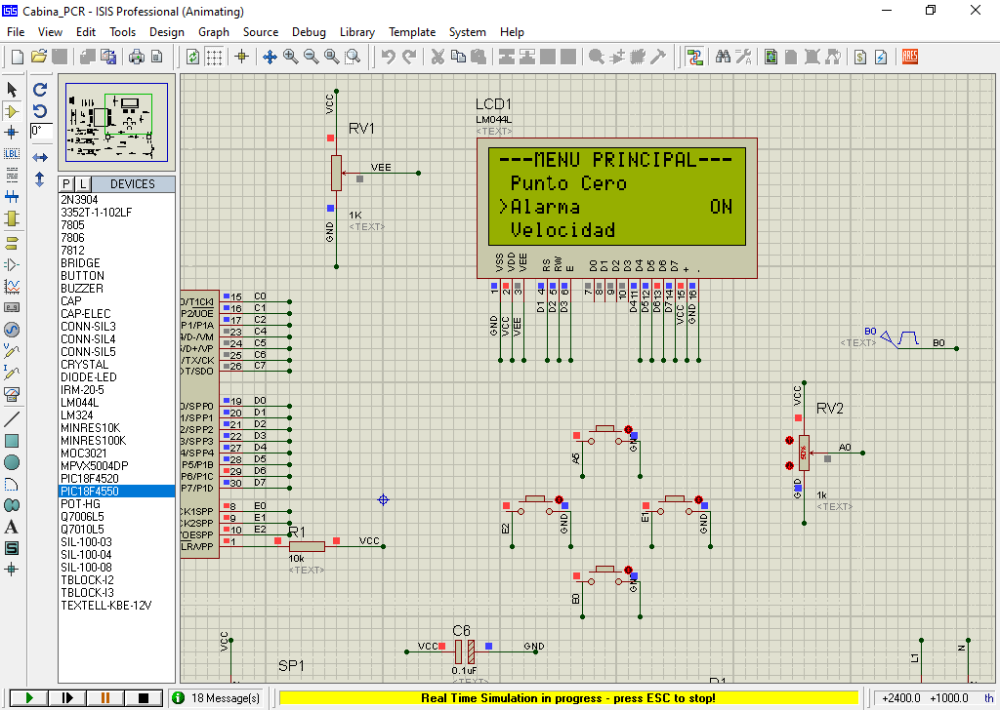 Cabina_PCR - ISIS Professional (Animating)
File View Edit Tools Design Graph Source Debug Library Template System Help
0°
P L DEVICES
2N3904
3352T-1-102LF
7805
7806
7812
BRIDGE
BUTTON
BUZZER
CAP
CAP-ELEC
CONN-SIL3
CONN-SIL4
CONN-SIL5
CRYSTAL
DIODE-LED
IRM-20-5
LM044L
LM324
MINRES10K
MINRES100K
MOC3021
MPVX5004DP
PIC18F4520
PIC18F4550
POT-HG
Q7006L5
Q7010L5
SIL-100-03
SIL-100-04
SIL-100-08
TBLOCK-I2
TBLOCK-I3
TEXTELL-KBE-12V
LBL
ARES
VCC
RV1
VEE
1K
<TEXT>
GND
LCD1
LM044L
<TEXT>
---MENU PRINCIPAL---
Punto Cero
>Alarma ON
Velocidad
VSS VDD VEE RS RW E D0 D1 D2 D3 D4 D5 D6 D7 + -
1 2 3 4 5 6 7 8 9 10 11 12 13 14 15 16
GND VCC VEE D1 D2 D3 D4 D5 D6 D7 VCC GND
0/T1CKI 15 C0
P2/UOE 16 C1
P1/P1A 17 C2
4/D-/VM 23 C4
5/D+/VP 24 C5
/TX/CK 25 C6
DT/SDO 26 C7
0/SPP0 19 D0
1/SPP1 20 D1
2/SPP2 21 D2
3/SPP3 22 D3
4/SPP4 27 D4
P5/P1B 28 D5
P6/P1C 29 D6
P7/P1D 30 D7
CK1SPP 8 E0
CK2SPP 9 E1
/OESPP 10 E2
LR/VPP 1
R1
VCC
10k
<TEXT>
B0
<TEXT>
B0
VCC
RV2
50%
A0
GND
1k
<TEXT>
A5
GND
E2
GND
E1
GND
B0
GND
C6
VCC
GND
0.1uF
<TEXT>
VCC
SP1
L1
N
18 Message(s)
Real Time Simulation in progress - press ESC to stop!
+2400.0 +1000.0 th